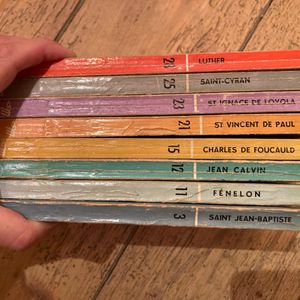 LUTHER
25 SAINT-CYRAN
23 ST IGNACE DE LOYOLA
21 ST VINCENT DE PAUL
15 CHARLES DE FOUCAULD
12 JEAN CALVIN
11 FÉNELON
3 SAINT JEAN-BAPTISTE